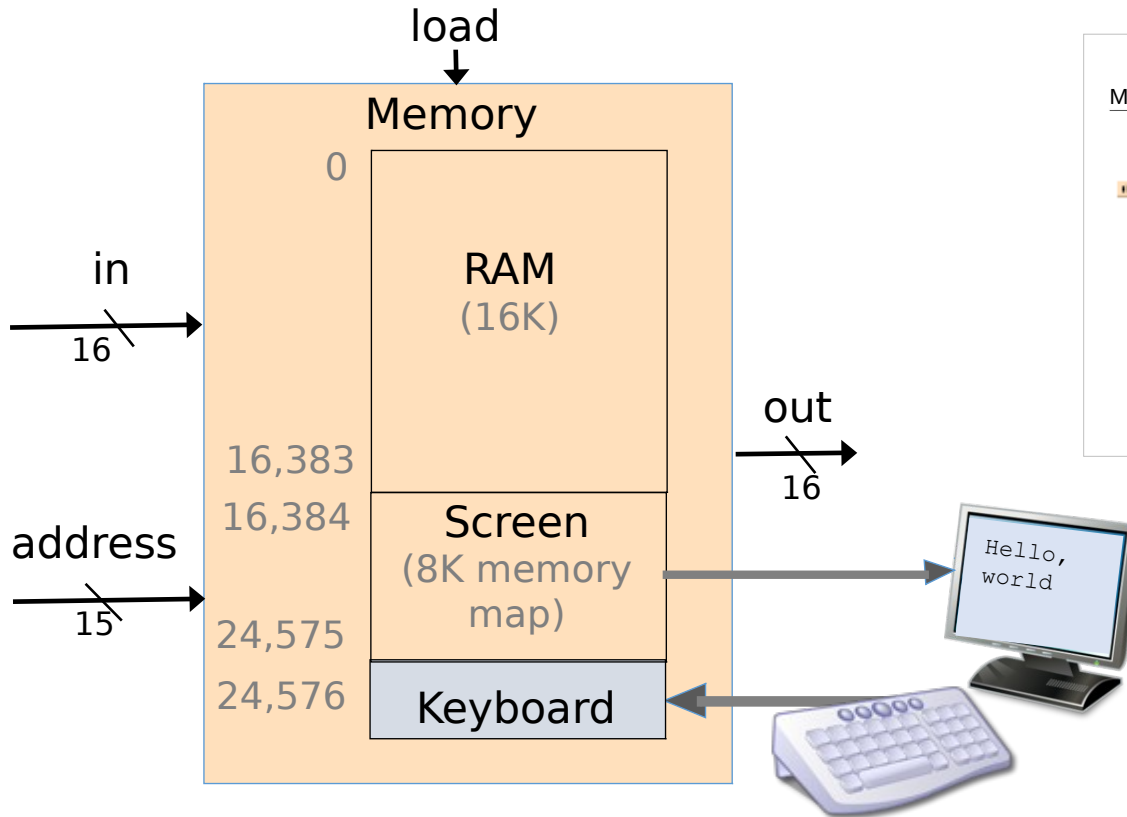 load
Memory
0
in
16
RAM
(16K)
16,383
16,384
address
15
Screen
(8K memory
map)
24,575
24,576
Keyboard
out
16
Hello,
world
M